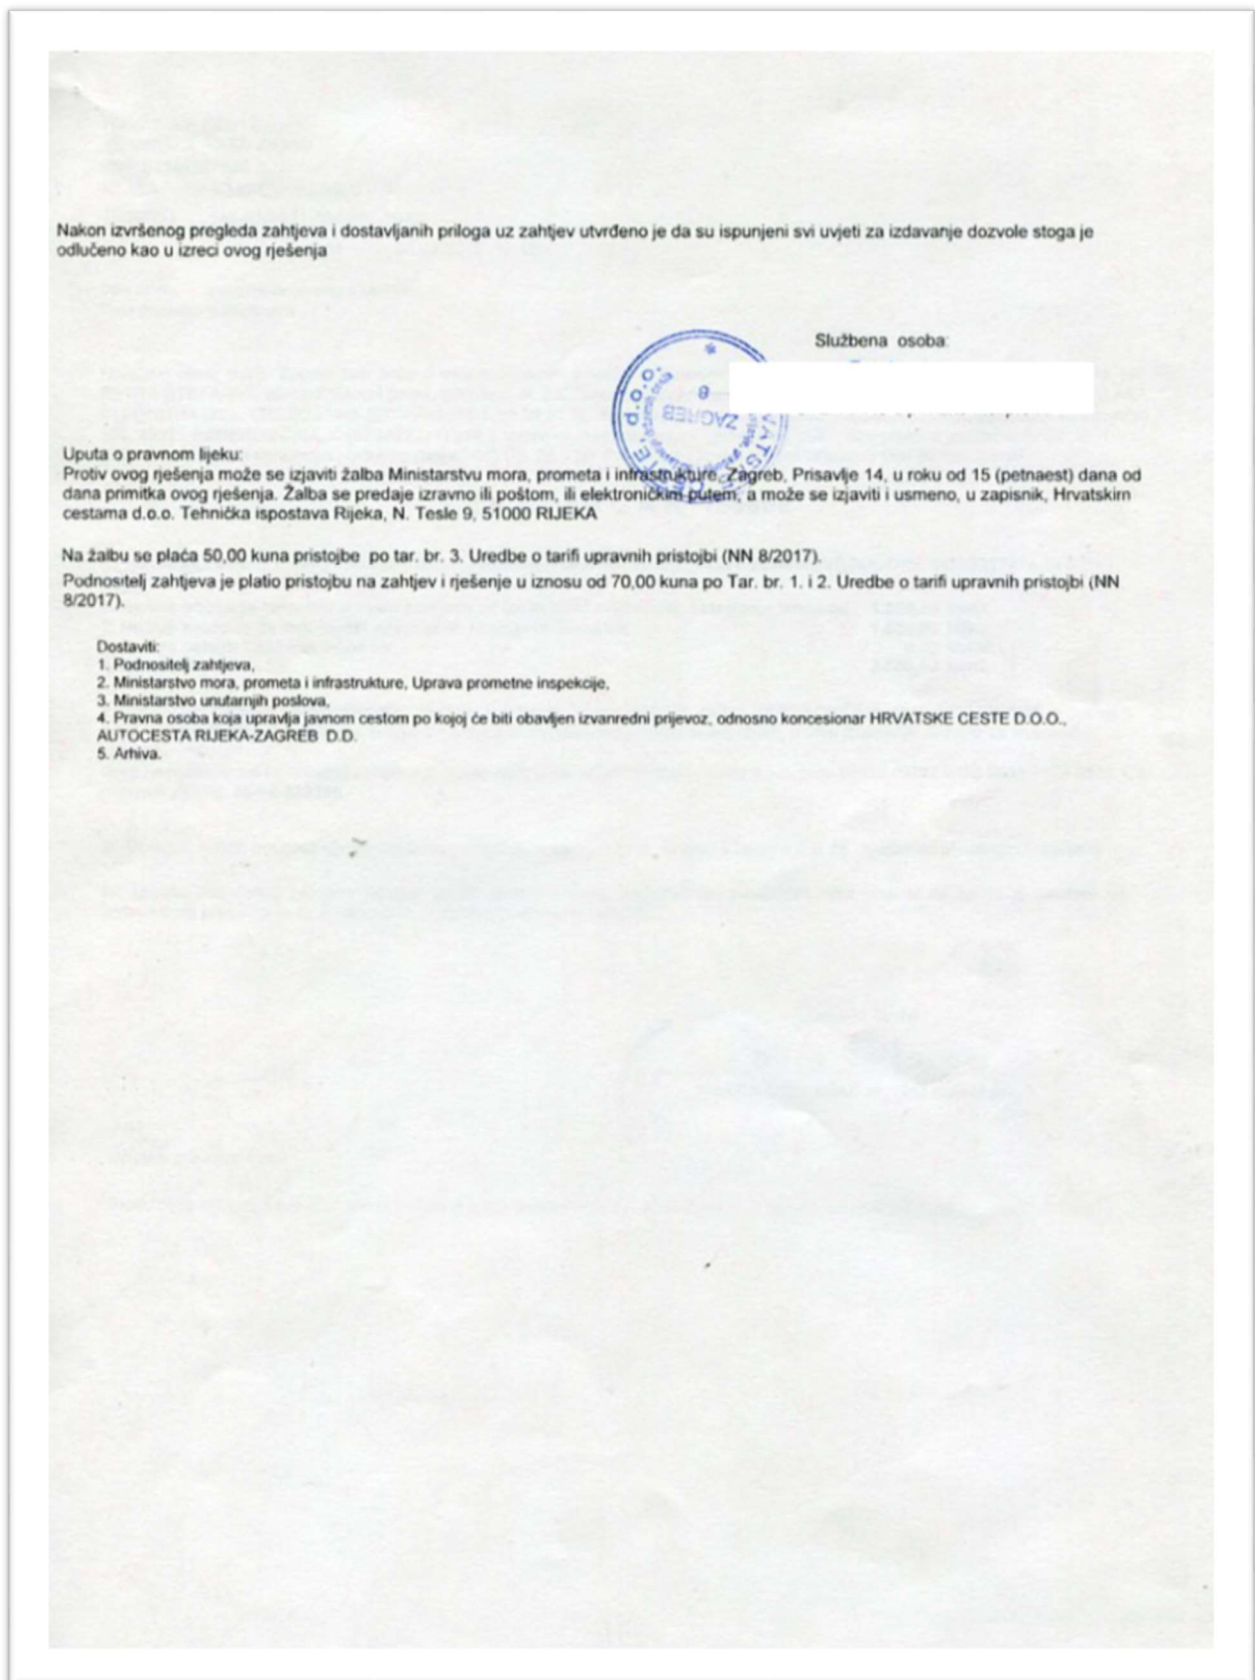 Nakon izvršenog pregleda zahtjeva i dostavljanih priloga uz zahtjev utvrđeno je da su ispunjeni svi uvjeti za izdavanje dozvole stoga je
odlučeno kao u izreci ovog rješenja
Službena osoba:
d.o.o.
ZAGREB
8
Uputa o pravnom lijeku:
Protiv ovog rješenja može se izjaviti žalba Ministarstvu mora, prometa i infrastrukture, Zagreb, Prisavlje 14, u roku od 15 (petnaest) dana od
dana primitka ovog rješenja. Žalba se predaje izravno ili poštom, ili elektroničkim putem, a može se izjaviti i usmeno, u zapisnik, Hrvatskim
cestama d.o.o. Tehnička ispostava Rijeka, N. Tesle 9, 51000 RIJEKA
Na žalbu se plaća 50,00 kuna pristojbe po tar. br. 3. Uredbe o tarifi upravnih pristojbi (NN 8/2017).
Podnositelj zahtjeva je platio pristojbu na zahtjev i rješenje u iznosu od 70,00 kuna po Tar. br. 1. i 2. Uredbe o tarifi upravnih pristojbi (NN
8/2017).
Dostaviti:
1. Podnositelj zahtjeva,
2. Ministarstvo mora, prometa i infrastrukture, Uprava prometne inspekcije,
3. Ministarstvo unutarnjih poslova,
4. Pravna osoba koja upravlja javnom cestom po kojoj će biti obavljen izvanredni prijevoz, odnosno koncesionar HRVATSKE CESTE D.O.O.,
AUTOCESTA RIJEKA-ZAGREB D.D.
5. Arhiva.